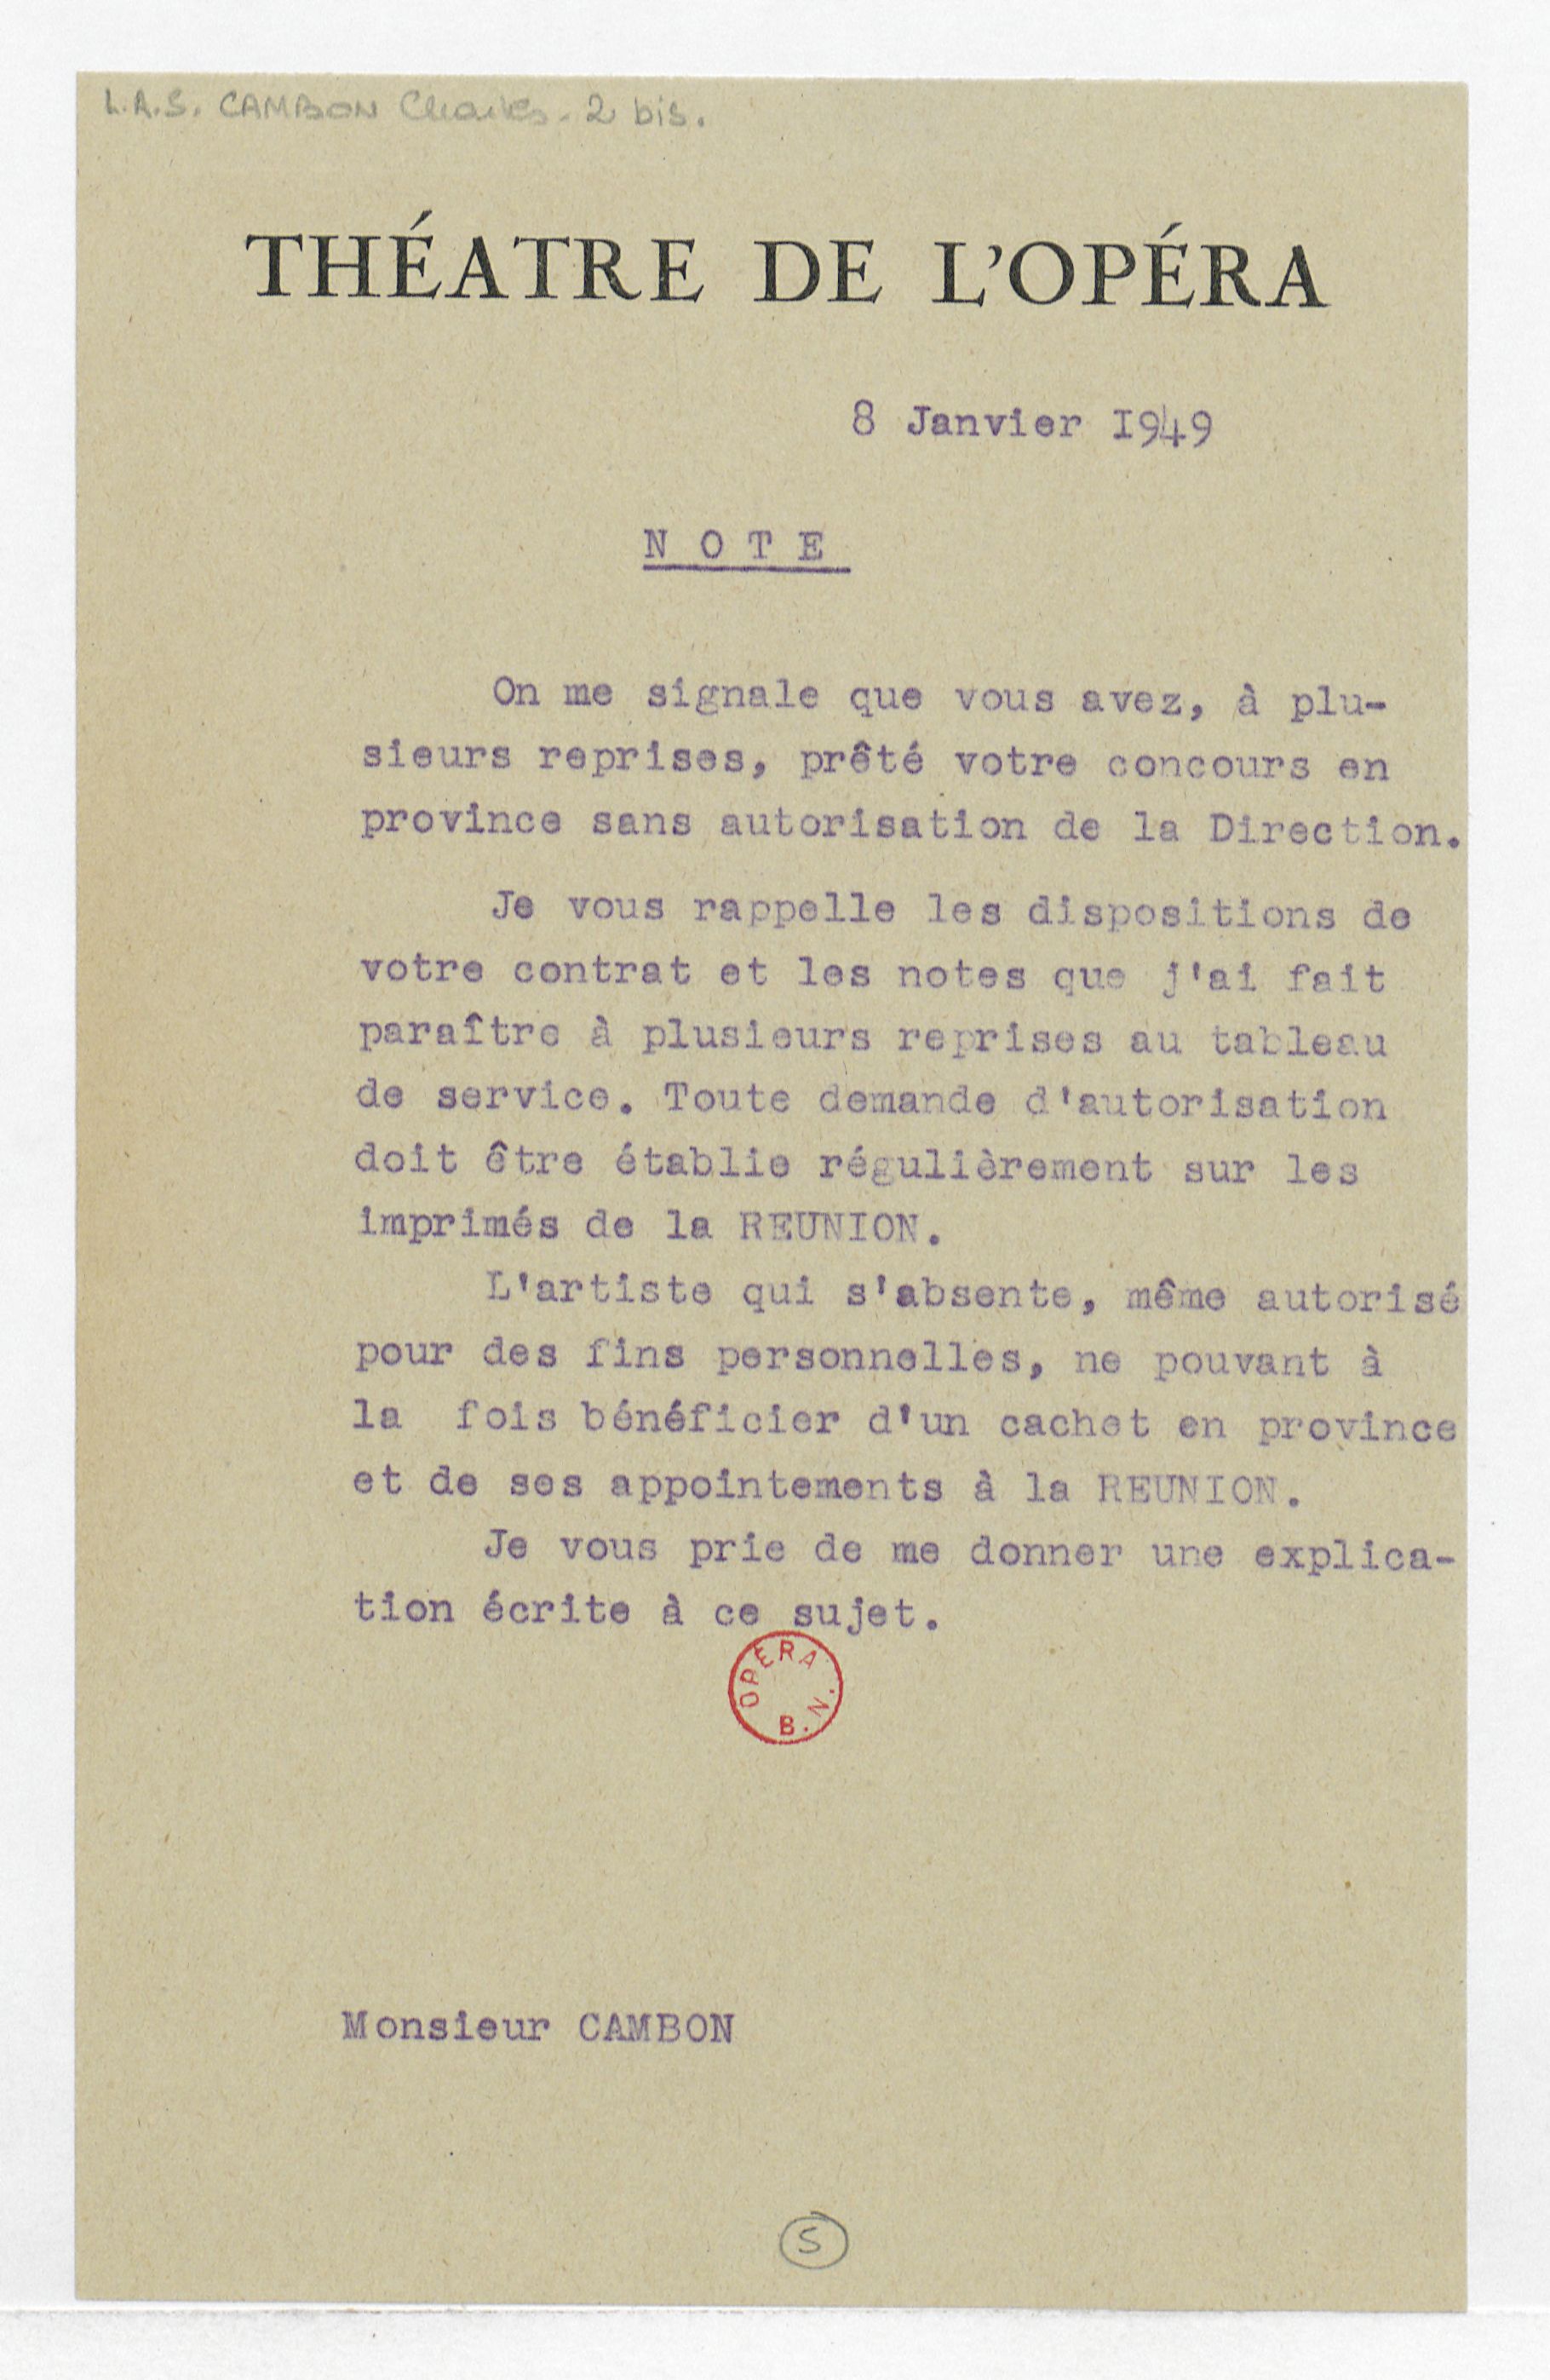 L.A.S. CAMBON Charles. 2 bis.
THÉATRE DE L'OPÉRA
8 Janvier 1949
N O T E
On me signale que vous avez, à plu-
sieurs reprises, prêté votre concours en
province sans autorisation de la Direction.
Je vous rappelle les dispositions de
votre contrat et les notes que j'ai fait
paraître à plusieurs reprises au tableau
de service. Toute demande d'autorisation
doit être établie régulièrement sur les
imprimés de la REUNION.
L'artiste qui s'absente, même autorisé
pour des fins personnelles, ne pouvant à
la fois bénéficier d'un cachet en province
et de ses appointements à la REUNION.
Je vous prie de me donner une explica-
tion écrite à ce sujet.
OPÉRA B.N.
Monsieur CAMBON
5